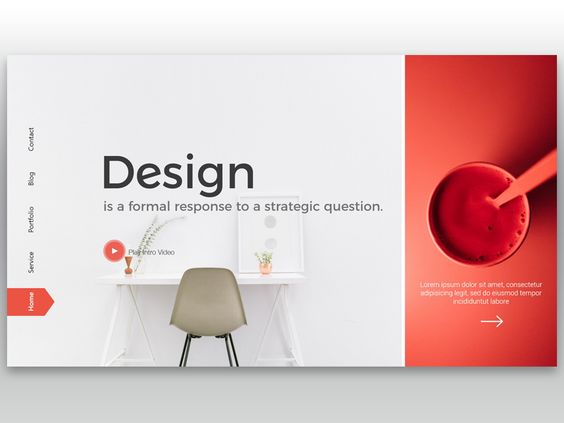 Contact
Blog
Portfolio
Service
Home
Design
is a formal response to a strategic question.
Play Intro Video
Lorem ipsum dolor sit amet, consectetur
adipisicing legit, sed do eiusmod tempor
incididuntut labore